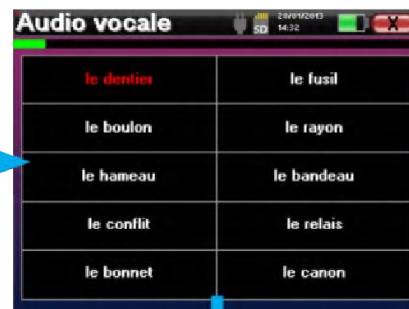 Audio vocale
SD
28/01/2013
14:32
X
le dentier le fusil
le boulon le rayon
le hameau le bandeau
le conflit le relais
le bonnet le canon